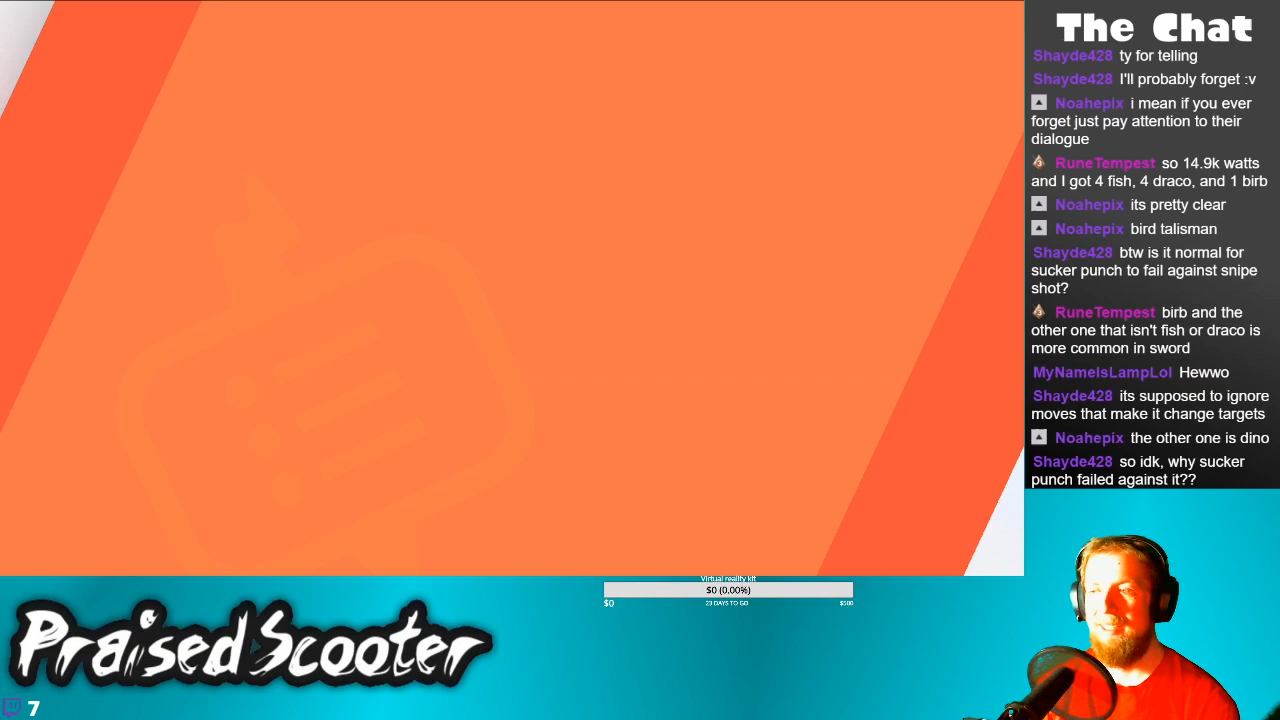 The Chat
Shayde428 ty for telling
Shayde428 I'll probably forget :v
Noahepix i mean if you ever
forget just pay attention to their
dialogue
RuneTempest so 14.9k watts
and I got 4 fish, 4 draco, and 1 birb
Noahepix its pretty clear
Noahepix bird talisman
Shayde428 btw is it normal for
sucker punch to fail against snipe
shot?
RuneTempest birb and the
other one that isn't fish or draco is
more common in sword
MyNameIsLampLol Hewwo
Shayde428 its supposed to ignore
moves that make it change targets
Noahepix the other one is dino
Shayde428 so idk, why sucker
punch failed against it??
Virtual reality kit
$0 (0.00%)
$0 23 DAYS TO GO $500
PraisedScooter
7